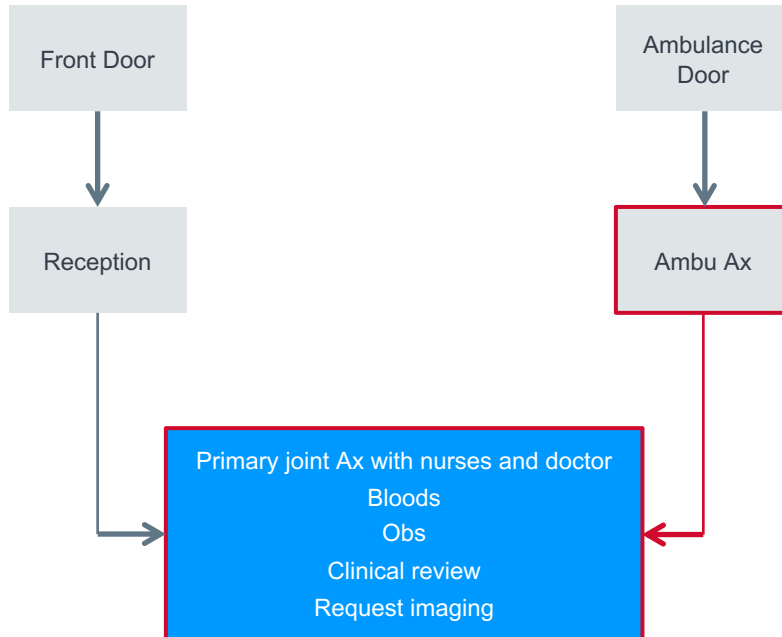 Front Door
Ambulance
Door
Reception
Ambu Ax
Primary joint Ax with nurses and doctor
Bloods
Obs
Clinical review
Request imaging